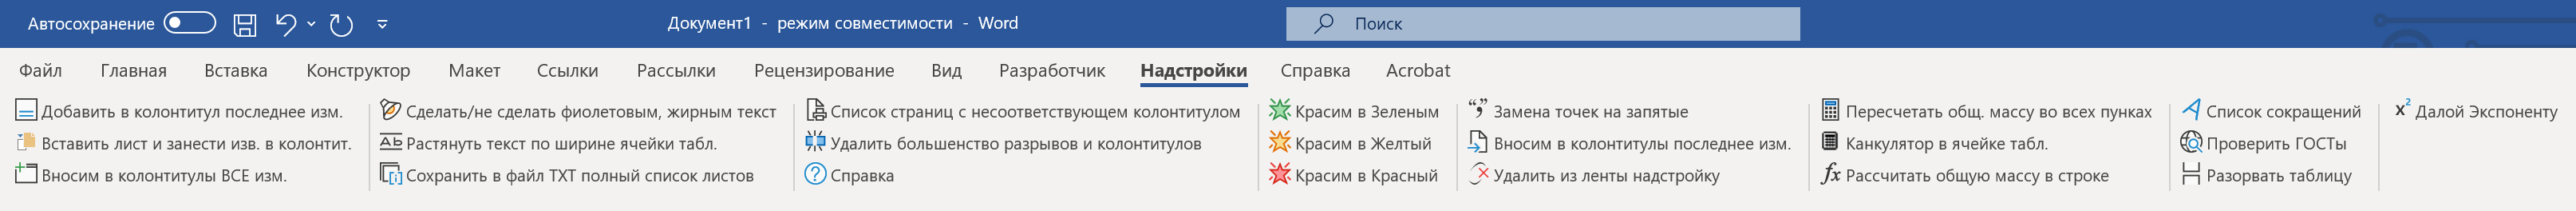 Автосохранение
Документ1 - режим совместимости - Word
Поиск
Файл Главная Вставка Конструктор Макет Ссылки Рассылки Рецензирование Вид Разработчик Надстройки Справка Acrobat
Добавить в колонтитул последнее изм.
Вставить лист и занести изв. в колонтит.
Вносим в колонтитулы ВСЕ изм.
Сделать/не сделать фиолетовым, жирным текст
Растянуть текст по ширине ячейки табл.
Сохранить в файл TXT полный список листов
Список страниц с несоответствующем колонтитулом
Удалить большенство разрывов и колонтитулов
Справка
Красим в Зеленым
Красим в Желтый
Красим в Красный
Замена точек на запятые
Вносим в колонтитулы последнее изм.
Удалить из ленты надстройку
Пересчетать общ. массу во всех пунках
Канкулятор в ячейке табл.
Рассчитать общую массу в строке
Список сокращений
Проверить ГОСТы
Разорвать таблицу
Далой Экспоненту